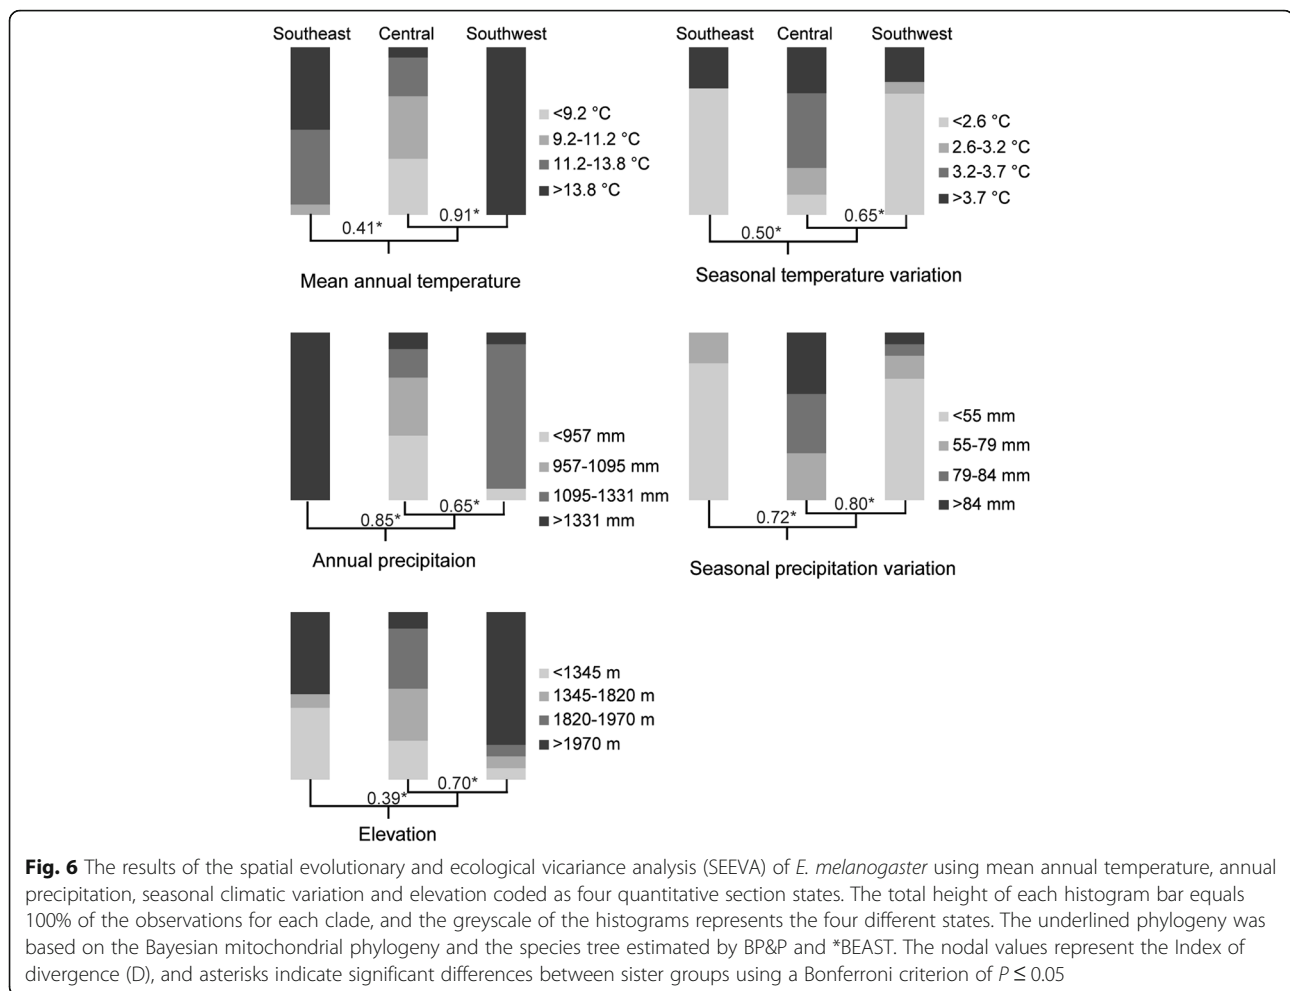 Southeast Central Southwest
<9.2 °C
9.2-11.2 °C
11.2-13.8 °C
>13.8 °C
0.41*
0.91*
Mean annual temperature
Southeast Central Southwest
<2.6 °C
2.6-3.2 °C
3.2-3.7 °C
>3.7 °C
0.50*
0.65*
Seasonal temperature variation
<957 mm
957-1095 mm
1095-1331 mm
>1331 mm
0.85*
0.65*
Annual precipitaion
<55 mm
55-79 mm
79-84 mm
>84 mm
0.72*
0.80*
Seasonal precipitation variation
<1345 m
1345-1820 m
1820-1970 m
>1970 m
0.39*
0.70*
Elevation
Fig. 6 The results of the spatial evolutionary and ecological vicariance analysis (SEEVA) of E. melanogaster using mean annual temperature, annual
precipitation, seasonal climatic variation and elevation coded as four quantitative section states. The total height of each histogram bar equals
100% of the observations for each clade, and the greyscale of the histograms represents the four different states. The underlined phylogeny was
based on the Bayesian mitochondrial phylogeny and the species tree estimated by BP&P and *BEAST. The nodal values represent the Index of
divergence (D), and asterisks indicate significant differences between sister groups using a Bonferroni criterion of P ≤ 0.05